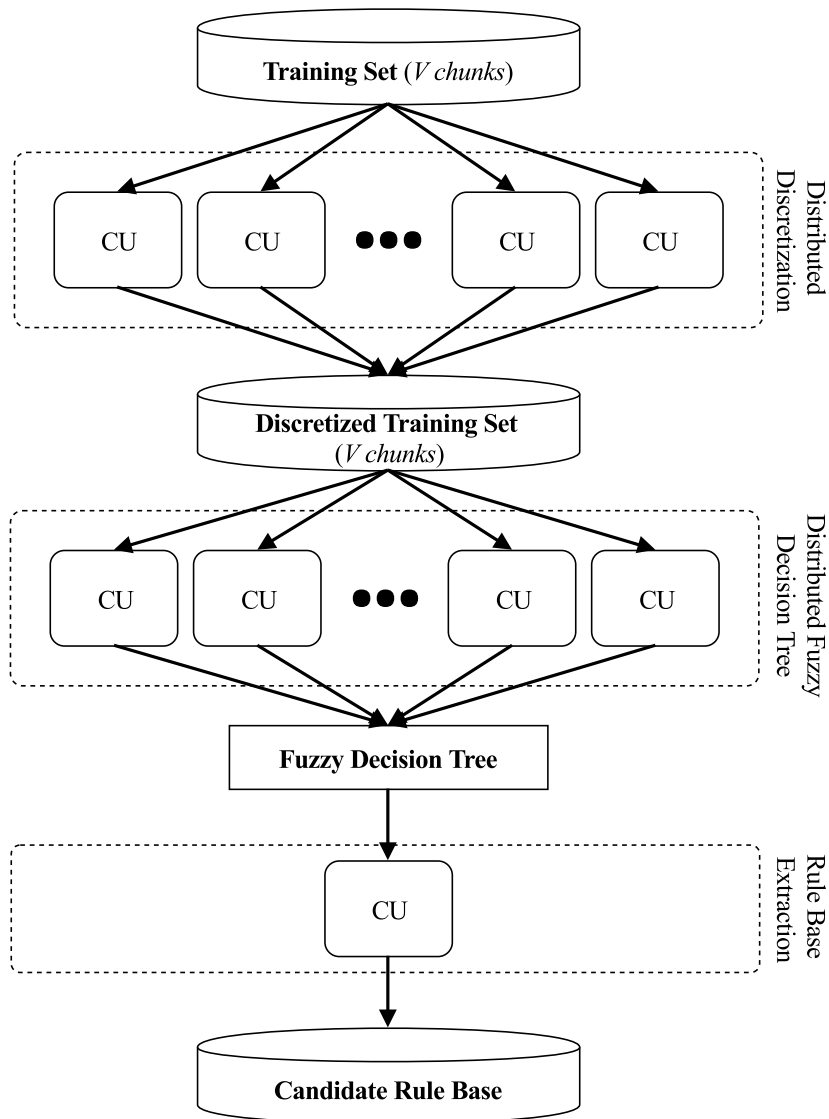 Training Set (V chunks)
CU
CU
CU
CU
Distributed
Discretization
Discretized Training Set
(V chunks)
CU
CU
CU
CU
Distributed Fuzzy
Decision Tree
Fuzzy Decision Tree
CU
Rule Base
Extraction
Candidate Rule Base